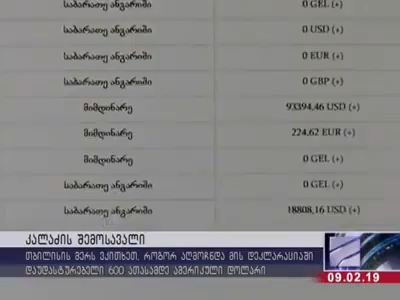 საბარათე ანგარიში 0 GEL (+)
საბარათე ანგარიში 0 USD (+)
საბარათე ანგარიში 0 EUR (+)
საბარათე ანგარიში 0 GBP (+)
მიმდინარე 93394,46 USD (+)
მიმდინარე 224,62 EUR (+)
მიმდინარე 0 GEL (+)
საბარათე ანგარიში 0 GEL (+)
საბარათე ანგარიში 18808,16 USD (+)
კალაძის შემოსავალი
თბილისის მერს ვკითხეთ, როგორ აღმოჩნდა მის დეკლარაციაში
დაუდასტურებელი 600 ათასამდე ამერიკული დოლარი
09.02.19